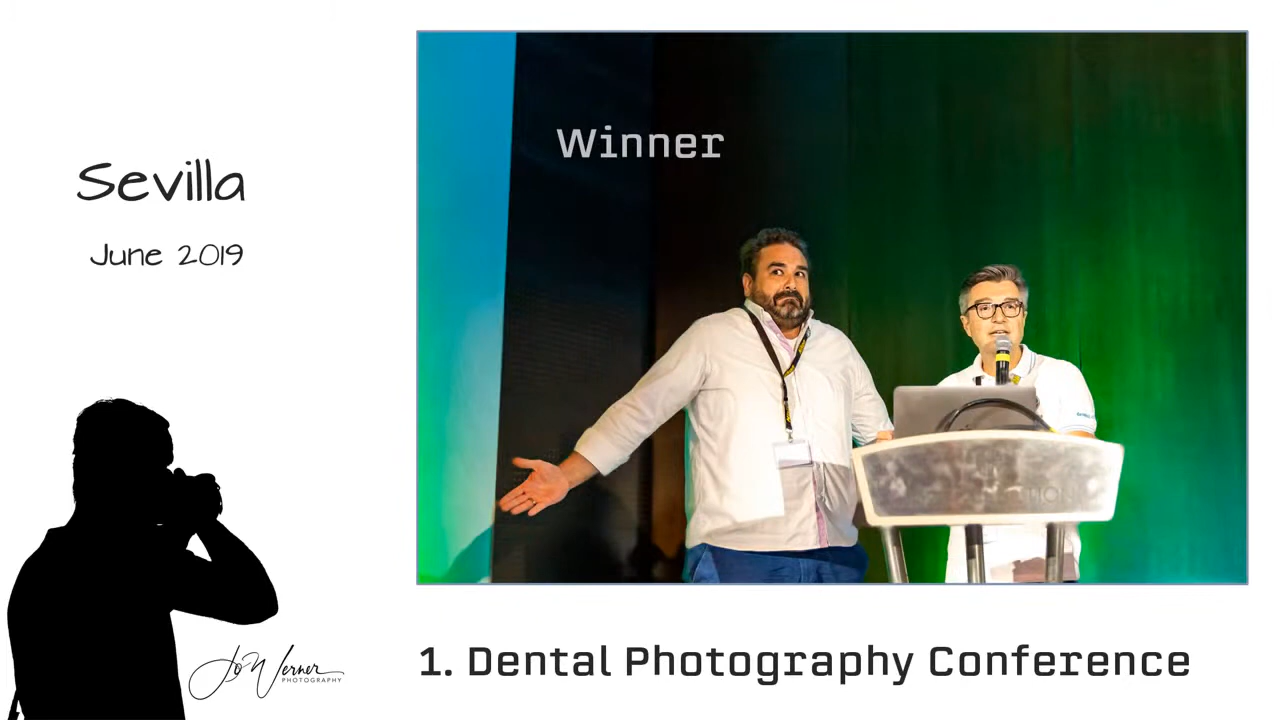 Sevilla
June 2019
Winner
Jo Werner
PHOTOGRAPHY
1. Dental Photography Conference